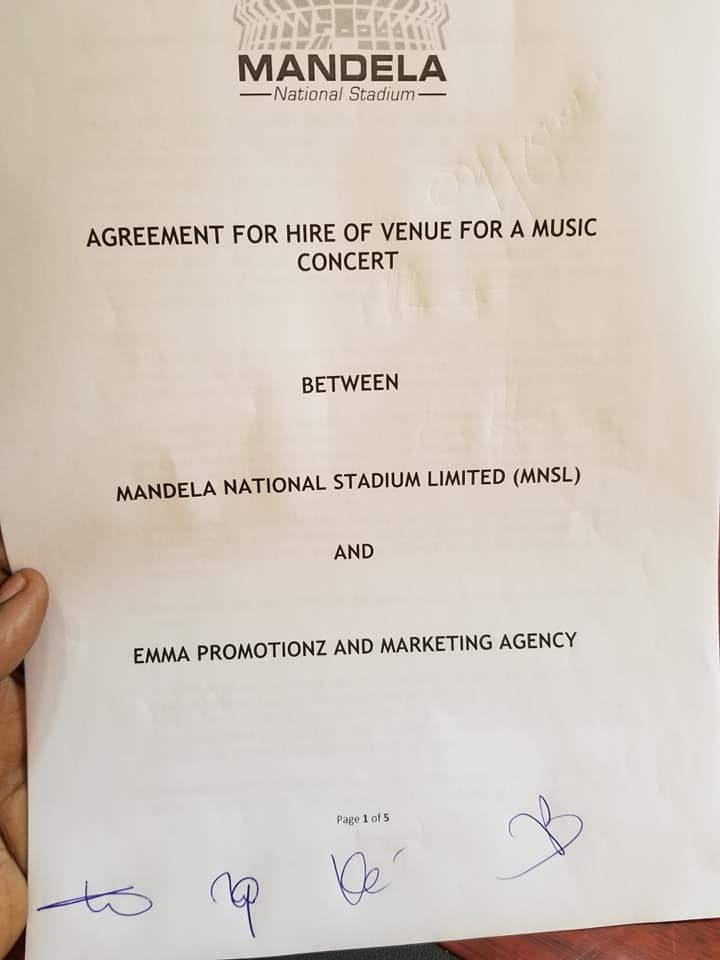 MANDELA
National Stadium
AGREEMENT FOR HIRE OF VENUE FOR A MUSIC
CONCERT
BETWEEN
MANDELA NATIONAL STADIUM LIMITED (MNSL)
AND
EMMA PROMOTIONZ AND MARKETING AGENCY
Page 1 of 5